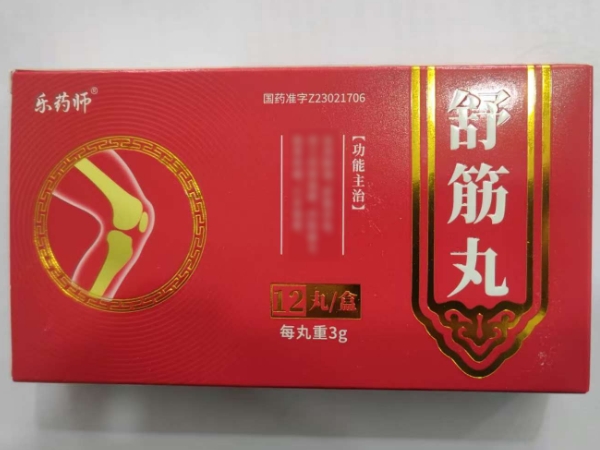 乐药师®
国药准字Z23021706
舒筋丸
【功能主治】
12丸/盒
每丸重3g